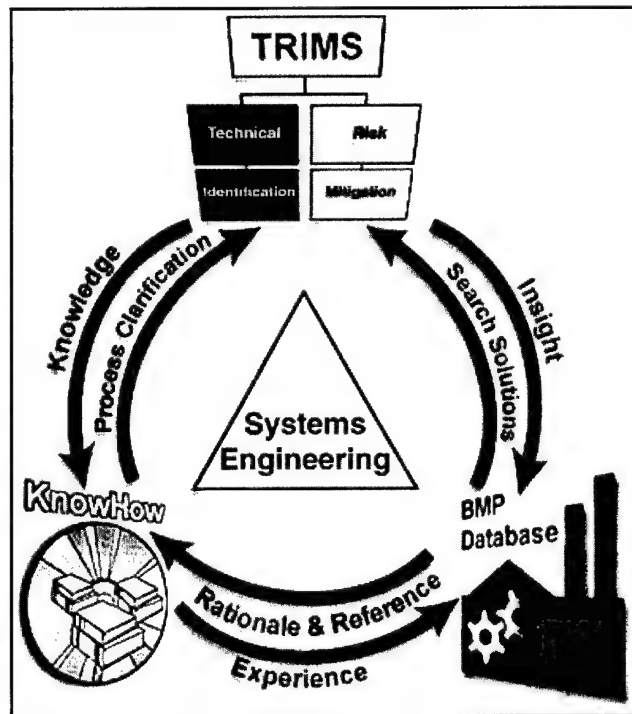 TRIMS
Technical
Risk
Identification
Mitigation
Knowledge
Process Clarification
Search Solutions
Insight
Systems
Engineering
KnowHow
BMP
Database
Rationale & Reference
Experience